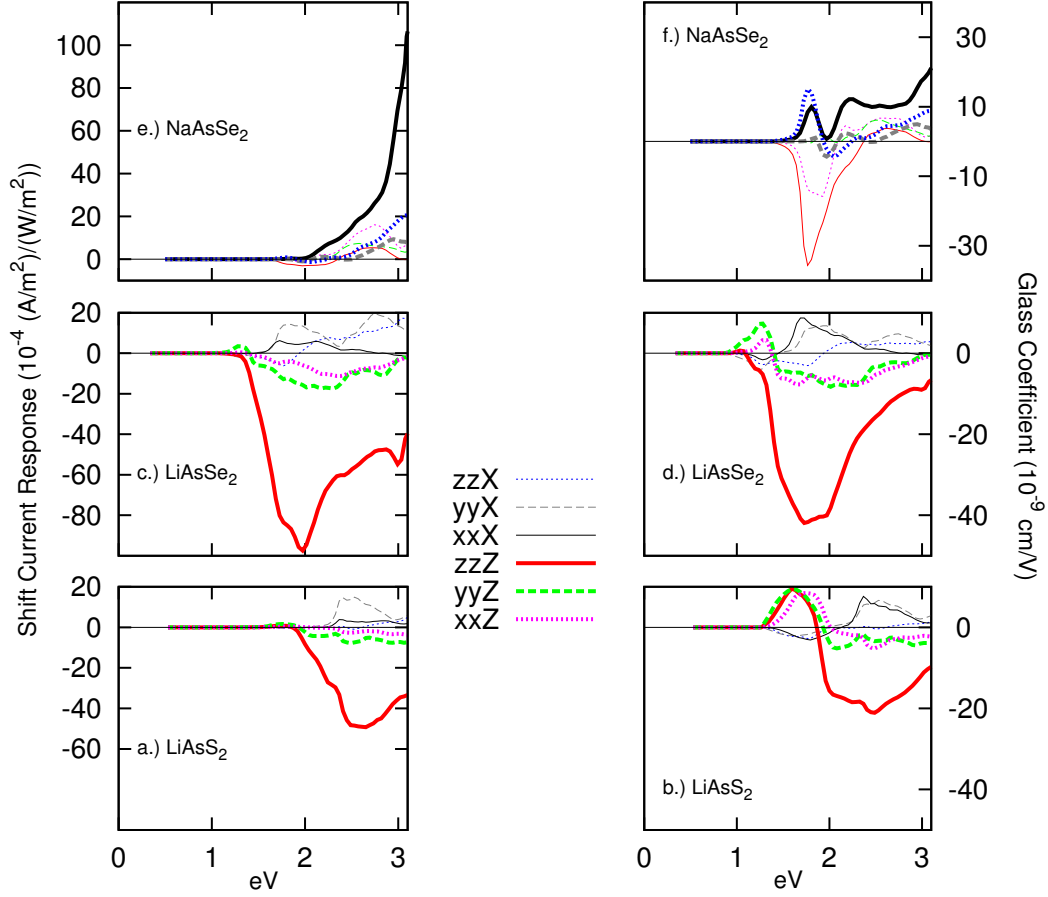 Shift Current Response (10⁻⁴ (A/m²)/(W/m²))
100
80
60
40
20
0
e.) NaAsSe₂
20
0
-20
-40
-60
-80
c.) LiAsSe₂
20
0
-20
-40
-60
a.) LiAsS₂
0
1
2
3
eV
zzX
yyX
xxX
zzZ
yyZ
xxZ
f.) NaAsSe₂
30
10
-10
-30
d.) LiAsSe₂
0
-20
-40
b.) LiAsS₂
0
-20
-40
0
1
2
3
eV
Glass Coefficient (10⁻⁹ cm/V)